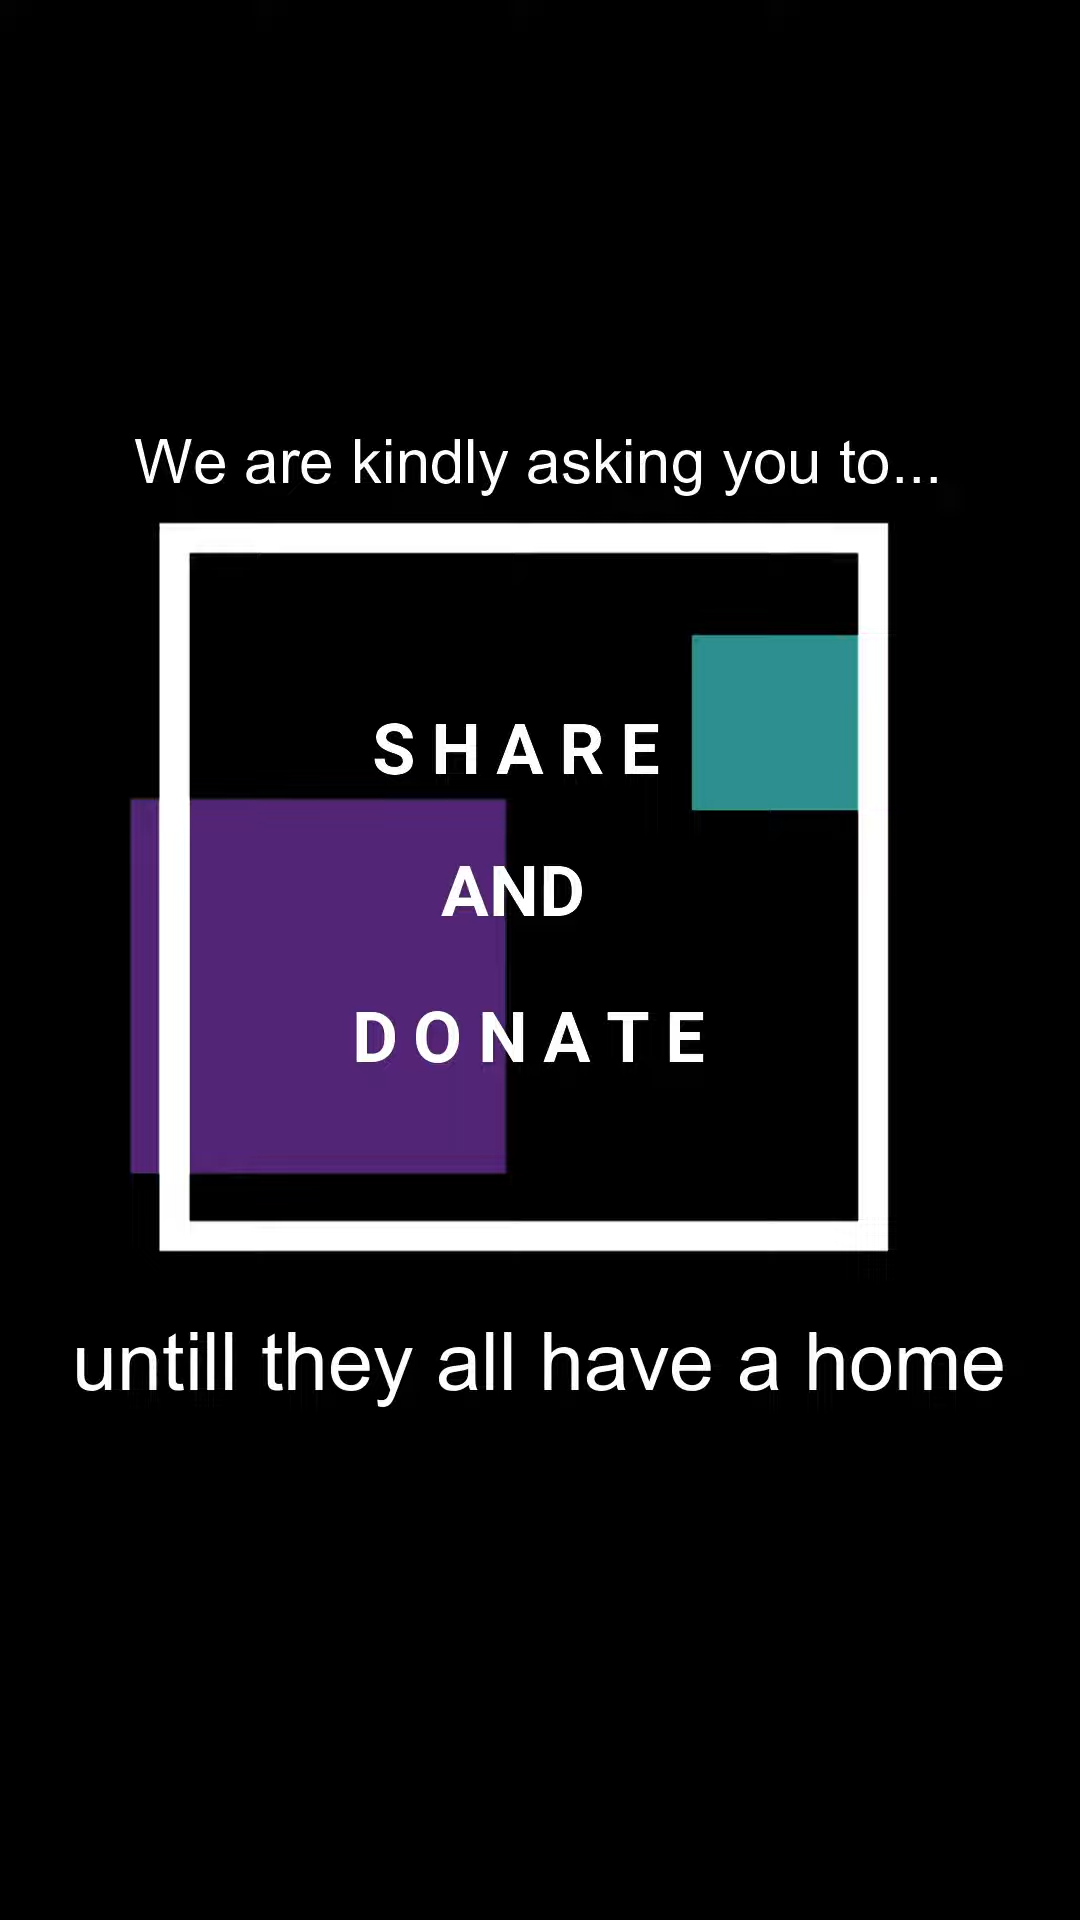 We are kindly asking you to...
SHARE
AND
DONATE
untill they all have a home